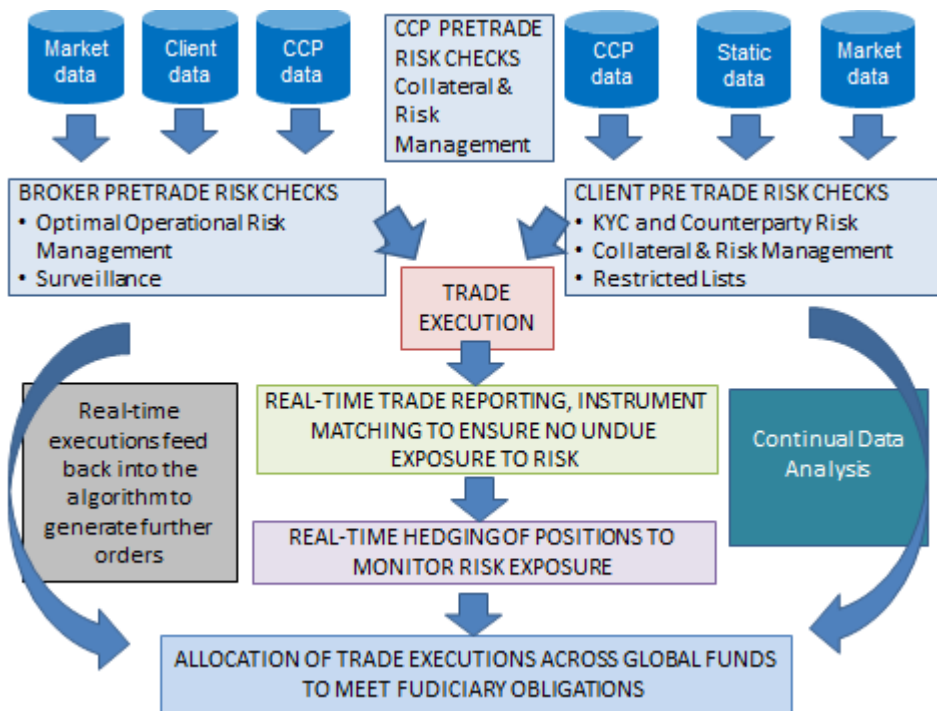 Market
data
Client
data
CCP
data
CCP PRETRADE
RISK CHECKS
Collateral &
Risk
Management
CCP
data
Static
data
Market
data
BROKER PRETRADE RISK CHECKS
• Optimal Operational Risk
Management
• Surveillance
CLIENT PRE TRADE RISK CHECKS
• KYC and Counterparty Risk
• Collateral & Risk Management
• Restricted Lists
TRADE
EXECUTION
Real-time
executions feed
back into the
algorithm to
generate further
orders
REAL-TIME TRADE REPORTING, INSTRUMENT
MATCHING TO ENSURE NO UNDUE
EXPOSURE TO RISK
Continual Data
Analysis
REAL-TIME HEDGING OF POSITIONS TO
MONITOR RISK EXPOSURE
ALLOCATION OF TRADE EXECUTIONS ACROSS GLOBAL FUNDS
TO MEET FUDICIARY OBLIGATIONS